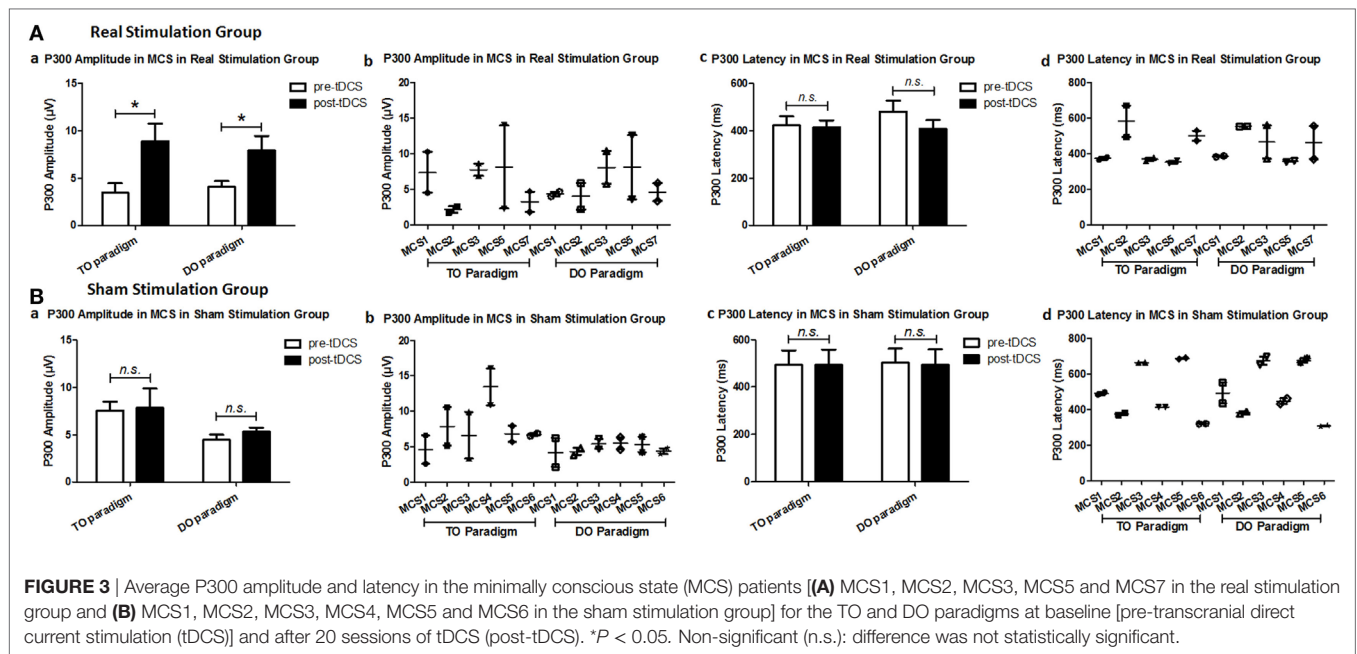 A Real Stimulation Group
a P300 Amplitude in MCS in Real Stimulation Group
P300 Amplitude (µV)
15
10
5
0
pre-tDCS
post-tDCS
*
*
TO paradigm
DO paradigm
b P300 Amplitude in MCS in Real Stimulation Group
P300 Amplitude (µV)
20
15
10
5
0
MCS1 MCS2 MCS3 MCS5 MCS7 MCS1 MCS2 MCS3 MCS5 MCS7
TO Paradigm DO Paradigm
c P300 Latency in MCS in Real Stimulation Group
P300 Latency (ms)
600
400
200
0
pre-tDCS
post-tDCS
n.s.
n.s.
TO paradigm
DO paradigm
d P300 Latency in MCS in Real Stimulation Group
P300 Latency (ms)
800
600
400
200
0
MCS1 MCS2 MCS3 MCS5 MCS7 MCS1 MCS2 MCS3 MCS5 MCS7
TO Paradigm DO Paradigm
B Sham Stimulation Group
a P300 Amplitude in MCS in Sham Stimulation Group
P300 Amplitude (µV)
15
10
5
0
pre-tDCS
post-tDCS
n.s.
n.s.
TO paradigm
DO paradigm
b P300 Amplitude in MCS in Sham Stimulation Group
P300 Amplitude (µV)
20
15
10
5
0
MCS1 MCS2 MCS3 MCS4 MCS5 MCS6 MCS1 MCS2 MCS3 MCS4 MCS5 MCS6
TO Paradigm DO Paradigm
c P300 Latency in MCS in Sham Stimulation Group
P300 Latency (ms)
600
400
200
0
pre-tDCS
post-tDCS
n.s.
n.s.
TO paradigm
DO paradigm
d P300 Latency in MCS in Sham Stimulation Group
P300 Latency (ms)
800
600
400
200
0
MCS1 MCS2 MCS3 MCS4 MCS5 MCS6 MCS1 MCS2 MCS3 MCS4 MCS5 MCS6
TO Paradigm DO Paradigm
FIGURE 3 | Average P300 amplitude and latency in the minimally conscious state (MCS) patients [(A) MCS1, MCS2, MCS3, MCS5 and MCS7 in the real stimulation
group and (B) MCS1, MCS2, MCS3, MCS4, MCS5 and MCS6 in the sham stimulation group] for the TO and DO paradigms at baseline [pre-transcranial direct
current stimulation (tDCS)] and after 20 sessions of tDCS (post-tDCS). *P < 0.05. Non-significant (n.s.): difference was not statistically significant.